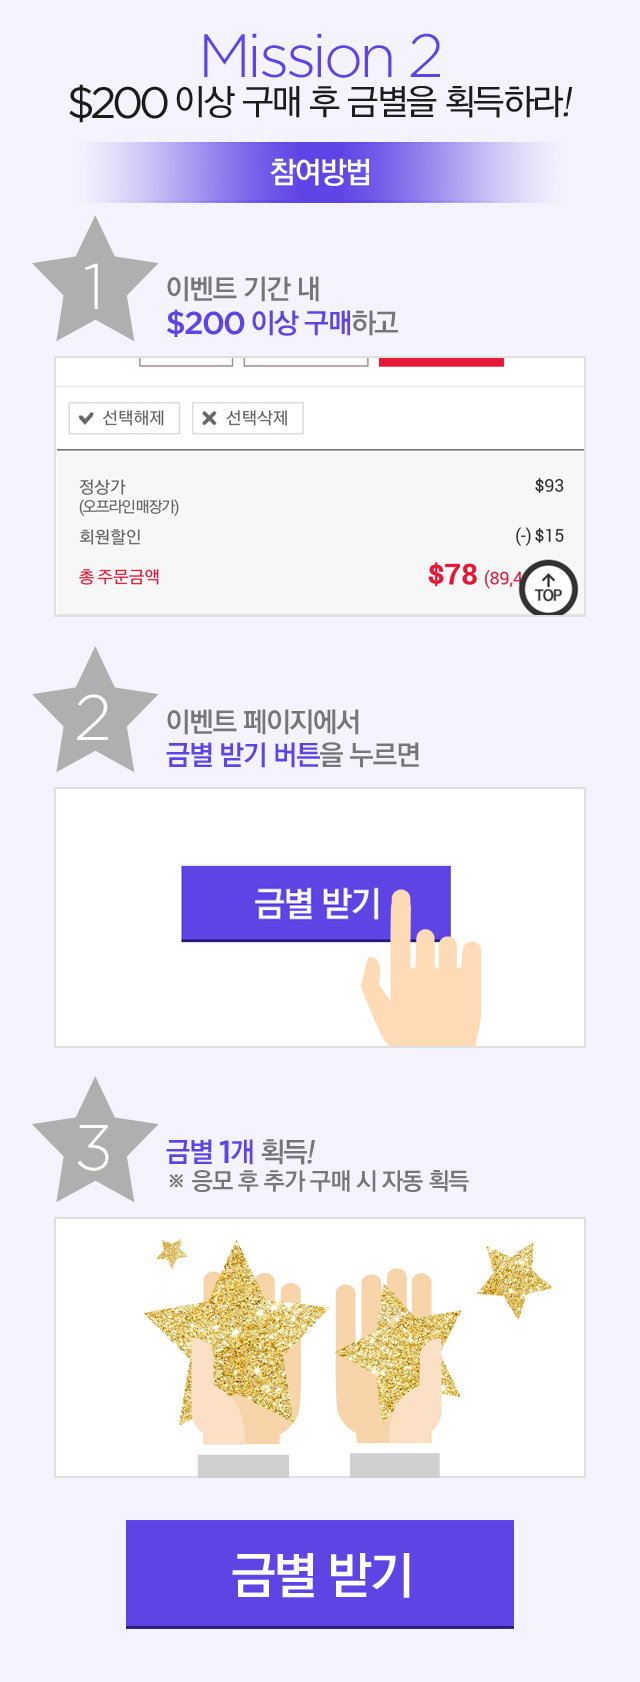 Mission 2
$200 이상 구매 후 금별을 획득하라!
참여방법
1
이벤트 기간 내
$200 이상 구매하고
선택해제 선택삭제
정상가 $93
(오프라인매장가)
회원할인 (-) $15
총 주문금액 $78 (89,4
TOP
2
이벤트 페이지에서
금별 받기 버튼을 누르면
금별 받기
3
금별 1개 획득!
※ 응모 후 추가 구매 시 자동 획득
금별 받기